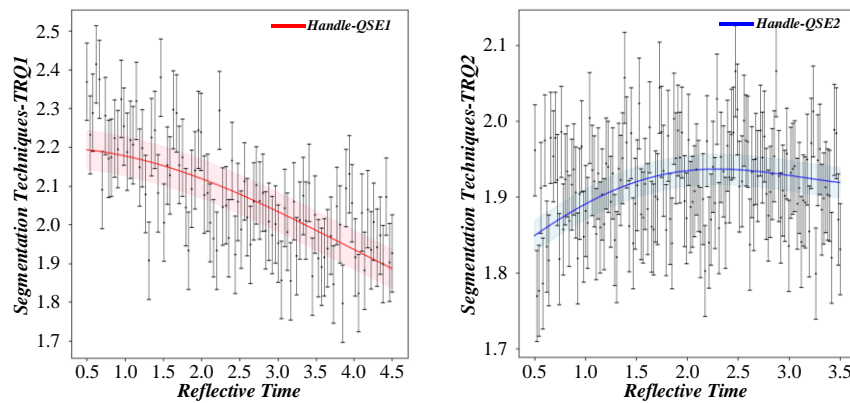 Handle-QSE1
Segmentation Techniques-TRQ1
2.5
2.4
2.3
2.2
2.1
2.0
1.9
1.8
1.7
0.5 1.0 1.5 2.0 2.5 3.0 3.5 4.0 4.5
Reflective Time
Handle-QSE2
Segmentation Techniques-TRQ2
2.1
2.0
1.9
1.8
1.7
0.5 1.0 1.5 2.0 2.5 3.0 3.5
Reflective Time